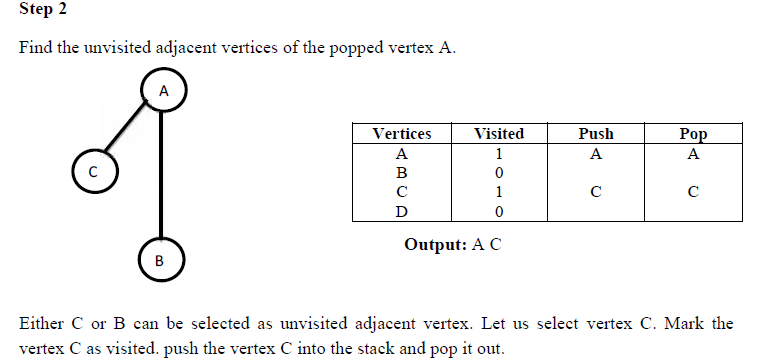 Step 2
Find the unvisited adjacent vertices of the popped vertex A.
A
C
B
Vertices Visited Push Pop
A 1 A A
B 0
C 1 C C
D 0
Output: A C
Either C or B can be selected as unvisited adjacent vertex. Let us select vertex C. Mark the
vertex C as visited. push the vertex C into the stack and pop it out.